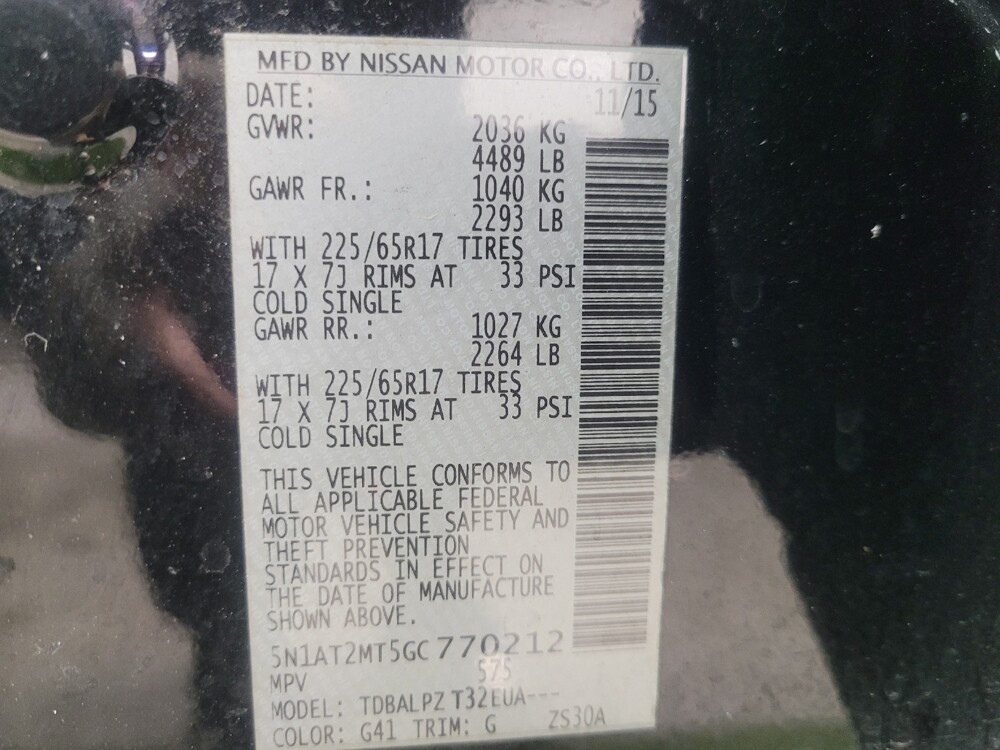 MFD BY NISSAN MOTOR CO., LTD.
DATE: 11/15
GVWR: 2036 KG
4489 LB
GAWR FR.: 1040 KG
2293 LB
WITH 225/65R17 TIRES
17 X 7J RIMS AT 33 PSI
COLD SINGLE
GAWR RR.: 1027 KG
2264 LB
WITH 225/65R17 TIRES
17 X 7J RIMS AT 33 PSI
COLD SINGLE
THIS VEHICLE CONFORMS TO
ALL APPLICABLE FEDERAL
MOTOR VEHICLE SAFETY AND
THEFT PREVENTION
STANDARDS IN EFFECT ON
THE DATE OF MANUFACTURE
SHOWN ABOVE.
5N1AT2MT5GC770212
MPV 575
MODEL: TDBALPZ T32EUA---
COLOR: G41 TRIM: G ZS30A